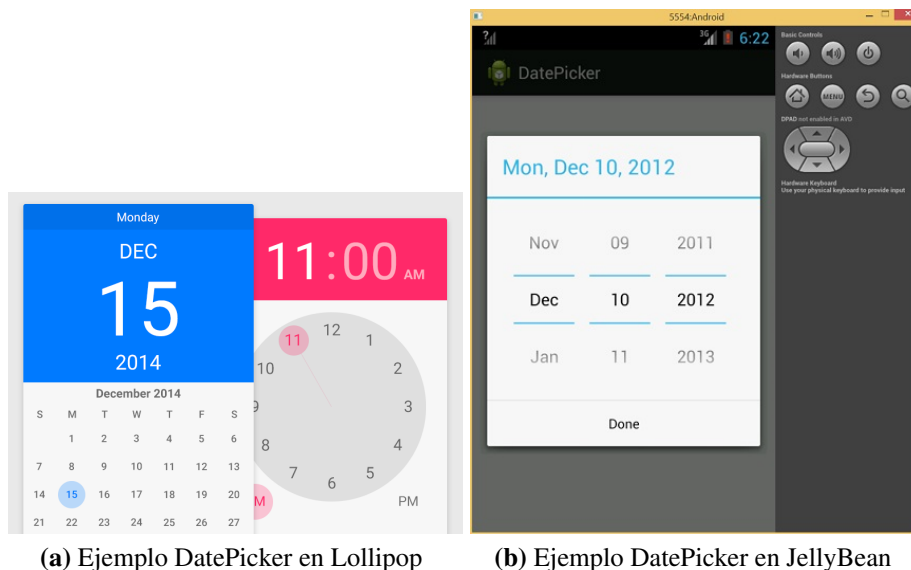 Monday
DEC
15
2014
December 2014
S M T W T F S
1 2 3 4 5 6
7 8 9 10 11 12 13
14 15 16 17 18 19 20
21 22 23 24 25 26 27
11:00 AM
12
11 1
10 2
9 3
8 4
7 5
6
M PM
(a) Ejemplo DatePicker en Lollipop
5554:Android
3G 6:22
DatePicker
Mon, Dec 10, 2012
Nov 09 2011
Dec 10 2012
Jan 11 2013
Done
Basic Controls
Hardware Buttons
MENU
DPAD not enabled in AVD
Hardware Keyboard
Use your physical keyboard to provide input
(b) Ejemplo DatePicker en JellyBean